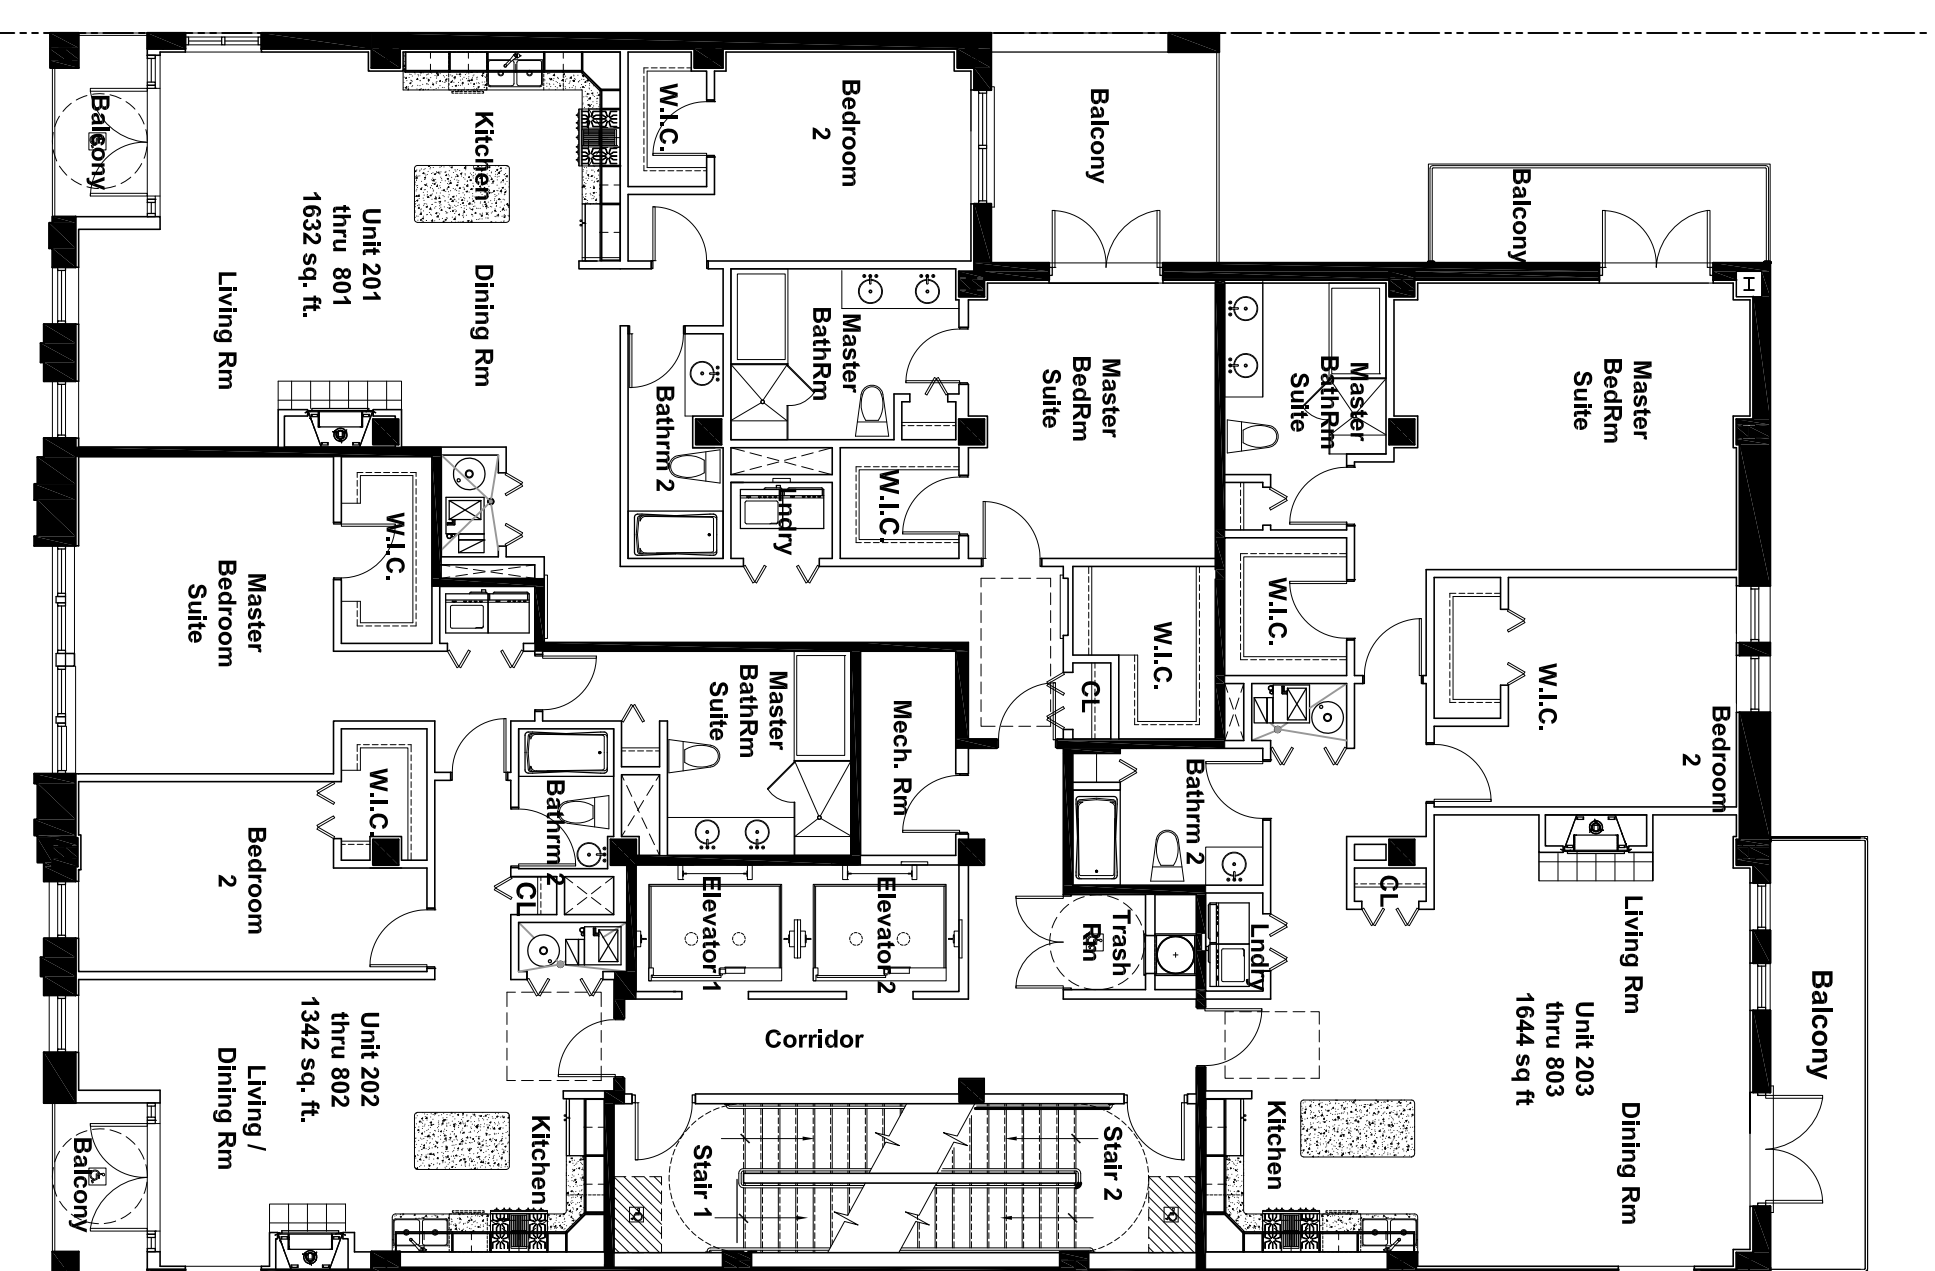 Balcony
Kitchen
W.I.C.
Bedroom
2
Balcony
Balcony
Unit 201
thru 801
1632 sq. ft.
Living Rm
Dining Rm
Master
BathRm
Bathrm 2
Master
BedRm
Suite
Master
BathRm
Suite
Master
BedRm
Suite
H
W.I.C.
Lndry
W.I.C.
Master
Bedroom
Suite
W.I.C.
W.I.C.
CL
W.I.C.
Bedroom
2
Master
BathRm
Suite
Mech. Rm
W.I.C.
Bedroom
2
Bathrm 2
CL
Elevator 1
Elevator 2
Bathrm 2
Trash
Rm
Lndry
CL
Living Rm
Balcony
Unit 202
thru 802
1342 sq. ft.
Living /
Dining Rm
Corridor
Unit 203
thru 803
1644 sq ft
Dining Rm
Kitchen
Balcony
Kitchen
Stair 1
Stair 2